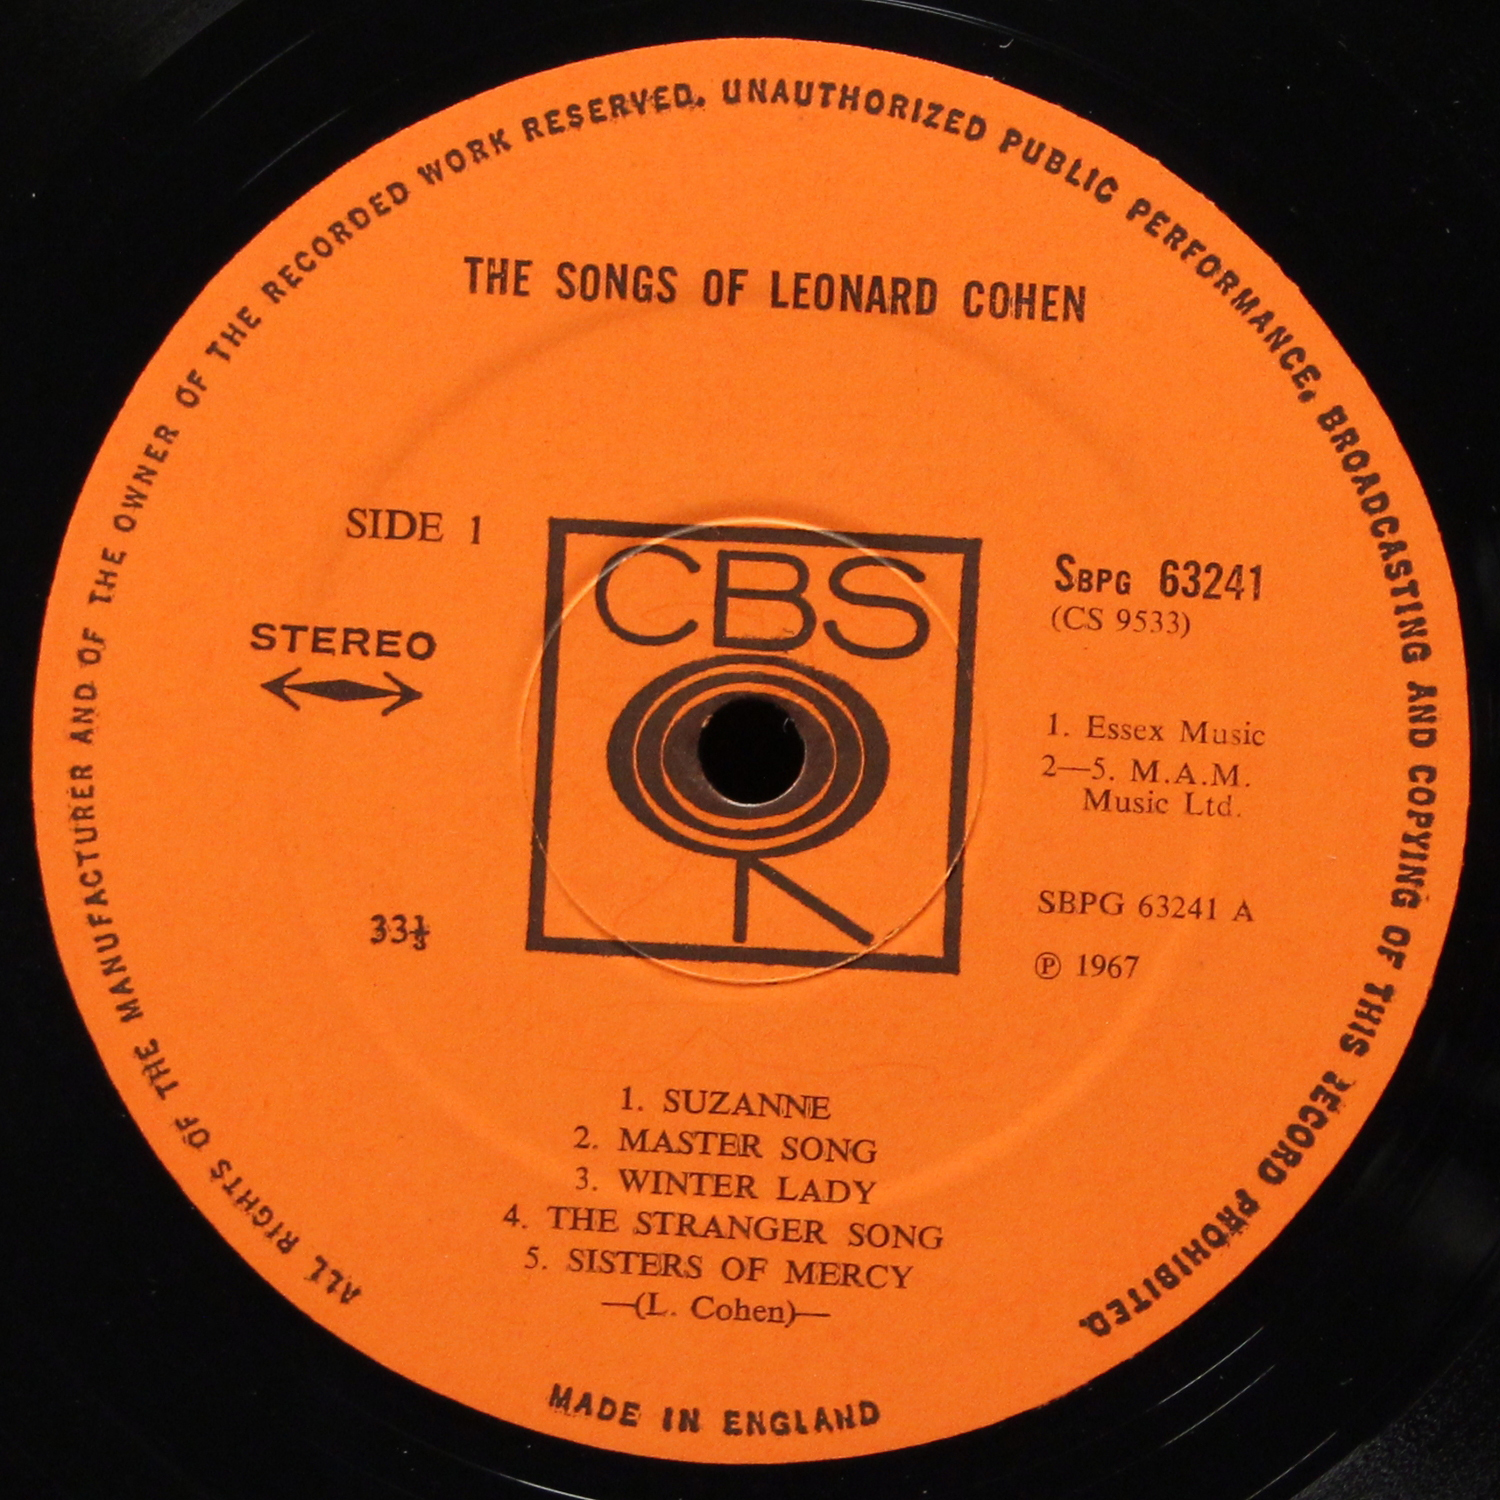 ALL RIGHTS OF THE MANUFACTURER AND OF THE OWNER OF THE RECORDED WORK RESERVED. UNAUTHORIZED PUBLIC PERFORMANCE, BROADCASTING AND COPYING OF THIS RECORD PROHIBITED.
THE SONGS OF LEONARD COHEN
SIDE 1
STEREO
33⅓
CBS
SBPG 63241
(CS 9533)
1. Essex Music
2—5. M.A.M.
Music Ltd.
SBPG 63241 A
℗ 1967
1. SUZANNE
2. MASTER SONG
3. WINTER LADY
4. THE STRANGER SONG
5. SISTERS OF MERCY
—(L. Cohen)—
MADE IN ENGLAND